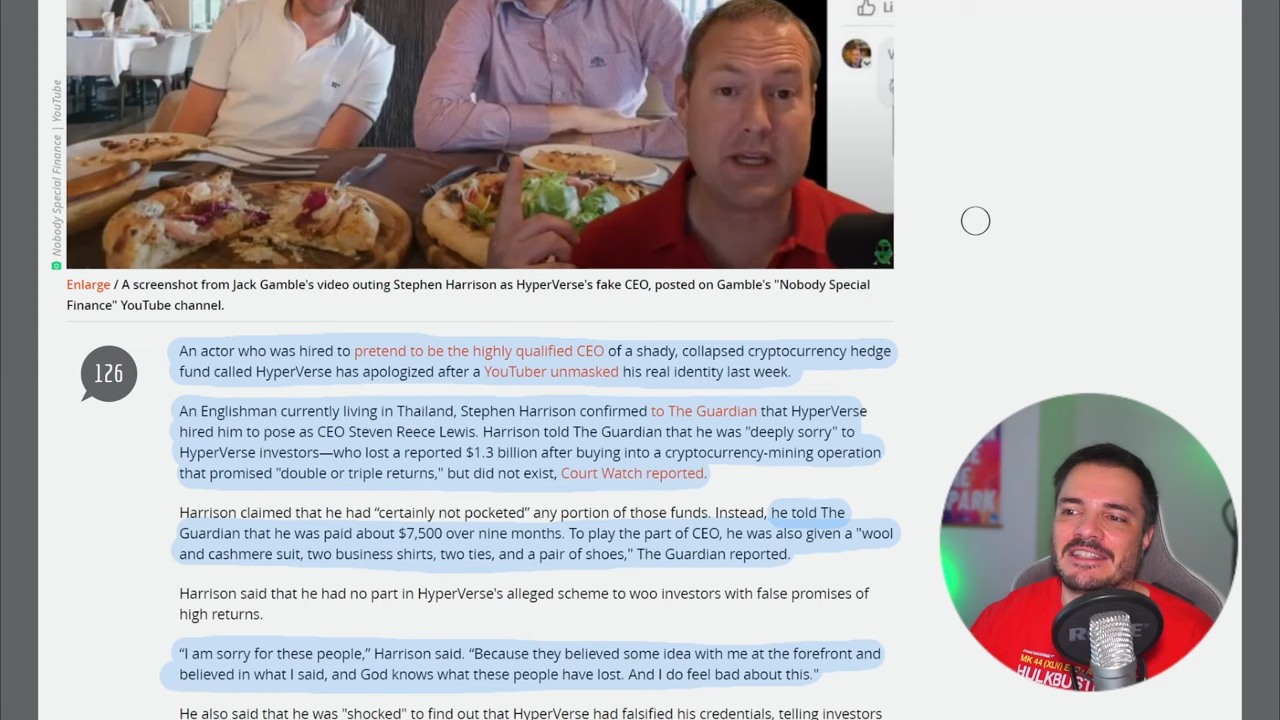 Li
Nobody Special Finance | YouTube
Enlarge / A screenshot from Jack Gamble's video outing Stephen Harrison as HyperVerse's fake CEO, posted on Gamble's "Nobody Special
Finance" YouTube channel.
126
An actor who was hired to pretend to be the highly qualified CEO of a shady, collapsed cryptocurrency hedge
fund called HyperVerse has apologized after a YouTuber unmasked his real identity last week.
An Englishman currently living in Thailand, Stephen Harrison confirmed to The Guardian that HyperVerse
hired him to pose as CEO Steven Reece Lewis. Harrison told The Guardian that he was "deeply sorry" to
HyperVerse investors—who lost a reported $1.3 billion after buying into a cryptocurrency-mining operation
that promised "double or triple returns," but did not exist, Court Watch reported.
Harrison claimed that he had “certainly not pocketed” any portion of those funds. Instead, he told The
Guardian that he was paid about $7,500 over nine months. To play the part of CEO, he was also given a "wool
and cashmere suit, two business shirts, two ties, and a pair of shoes," The Guardian reported.
Harrison said that he had no part in HyperVerse's alleged scheme to woo investors with false promises of
high returns.
“I am sorry for these people,” Harrison said. “Because they believed some idea with me at the forefront and
believed in what I said, and God knows what these people have lost. And I do feel bad about this."
He also said that he was "shocked" to find out that HyperVerse had falsified his credentials, telling investors
MK 44 (XLIV)
HULKBUST